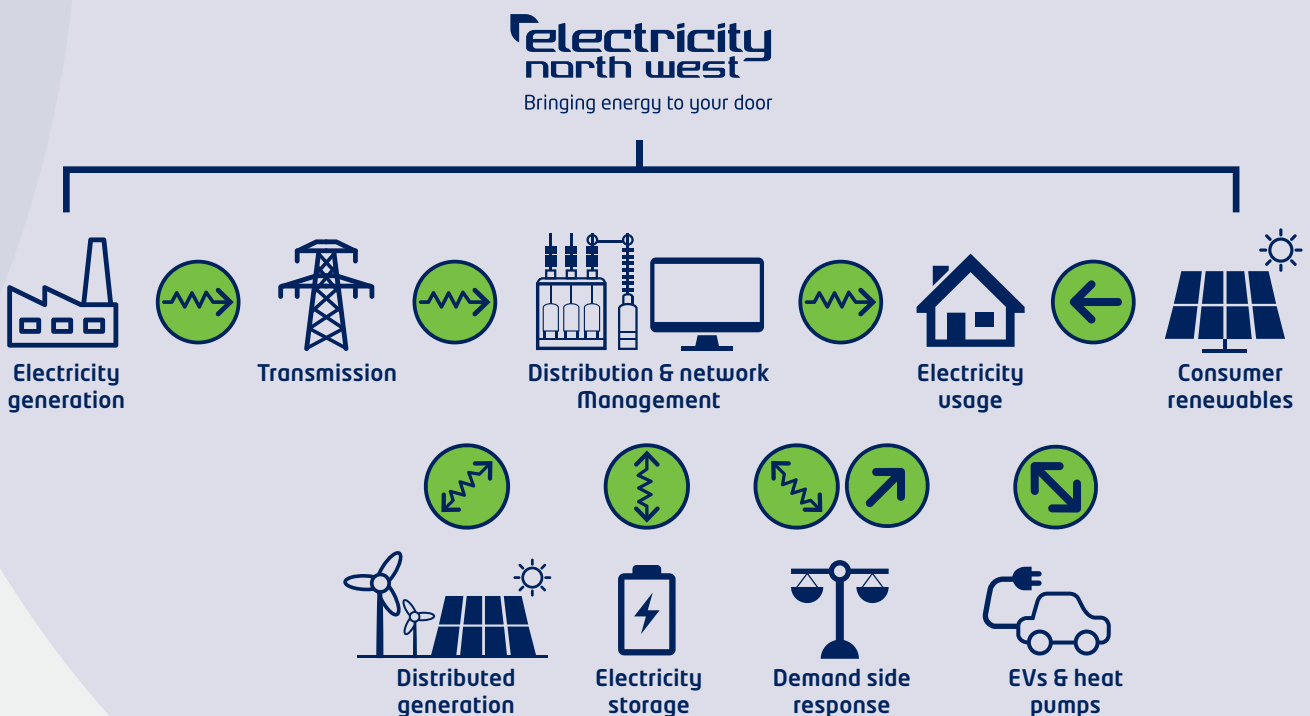 electricity
north west
Bringing energy to your door
Electricity
generation
Transmission
Distribution & network
Management
Electricity
usage
Consumer
renewables
Distributed
generation
Electricity
storage
Demand side
response
EVs & heat
pumps